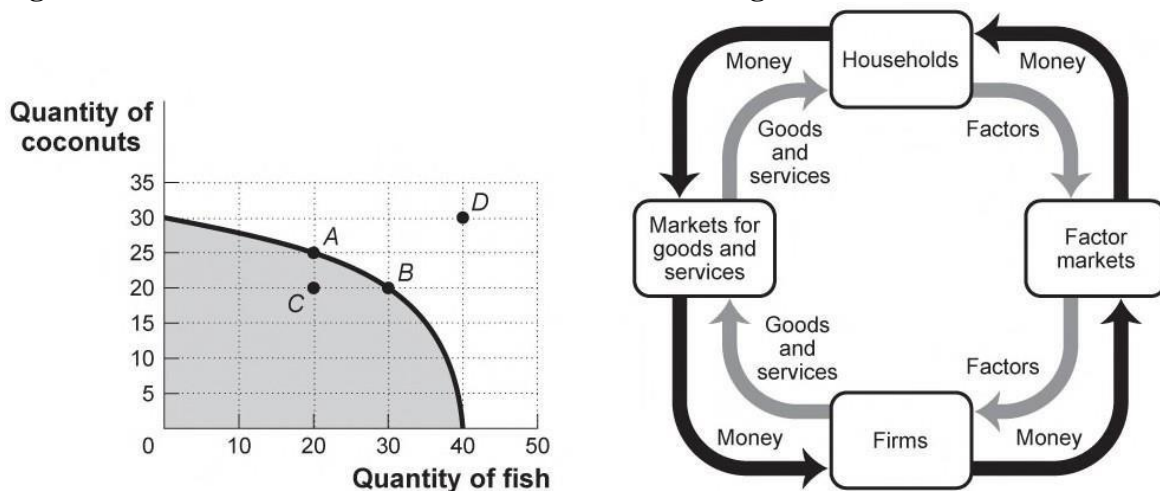 Quantity of
coconuts
35
30
25
20
15
10
5
0
10
20
30
40
50
Quantity of fish
A
B
C
D
Households
Money
Money
Goods
and
services
Factors
Markets for
goods and
services
Factor
markets
Goods
and
services
Factors
Money
Firms
Money